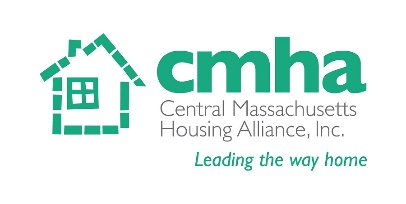 cmha
Central Massachusetts
Housing Alliance, Inc.
Leading the way home